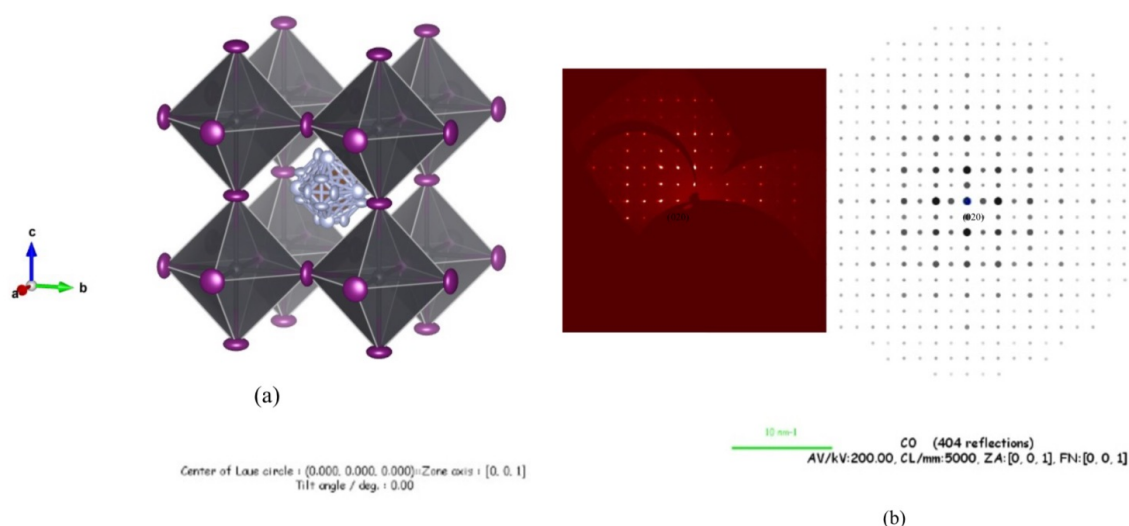 c
a
b
(a)
Center of Laue circle : (0.000, 0.000, 0.000)::Zone axis : [0, 0, 1]
Tilt angle / deg. : 0.00
(020)
10 nm-1
CO (404 reflections)
AV/kV:200.00, CL/mm:5000, ZA:[0, 0, 1], FN:[0, 0, 1]
(b)